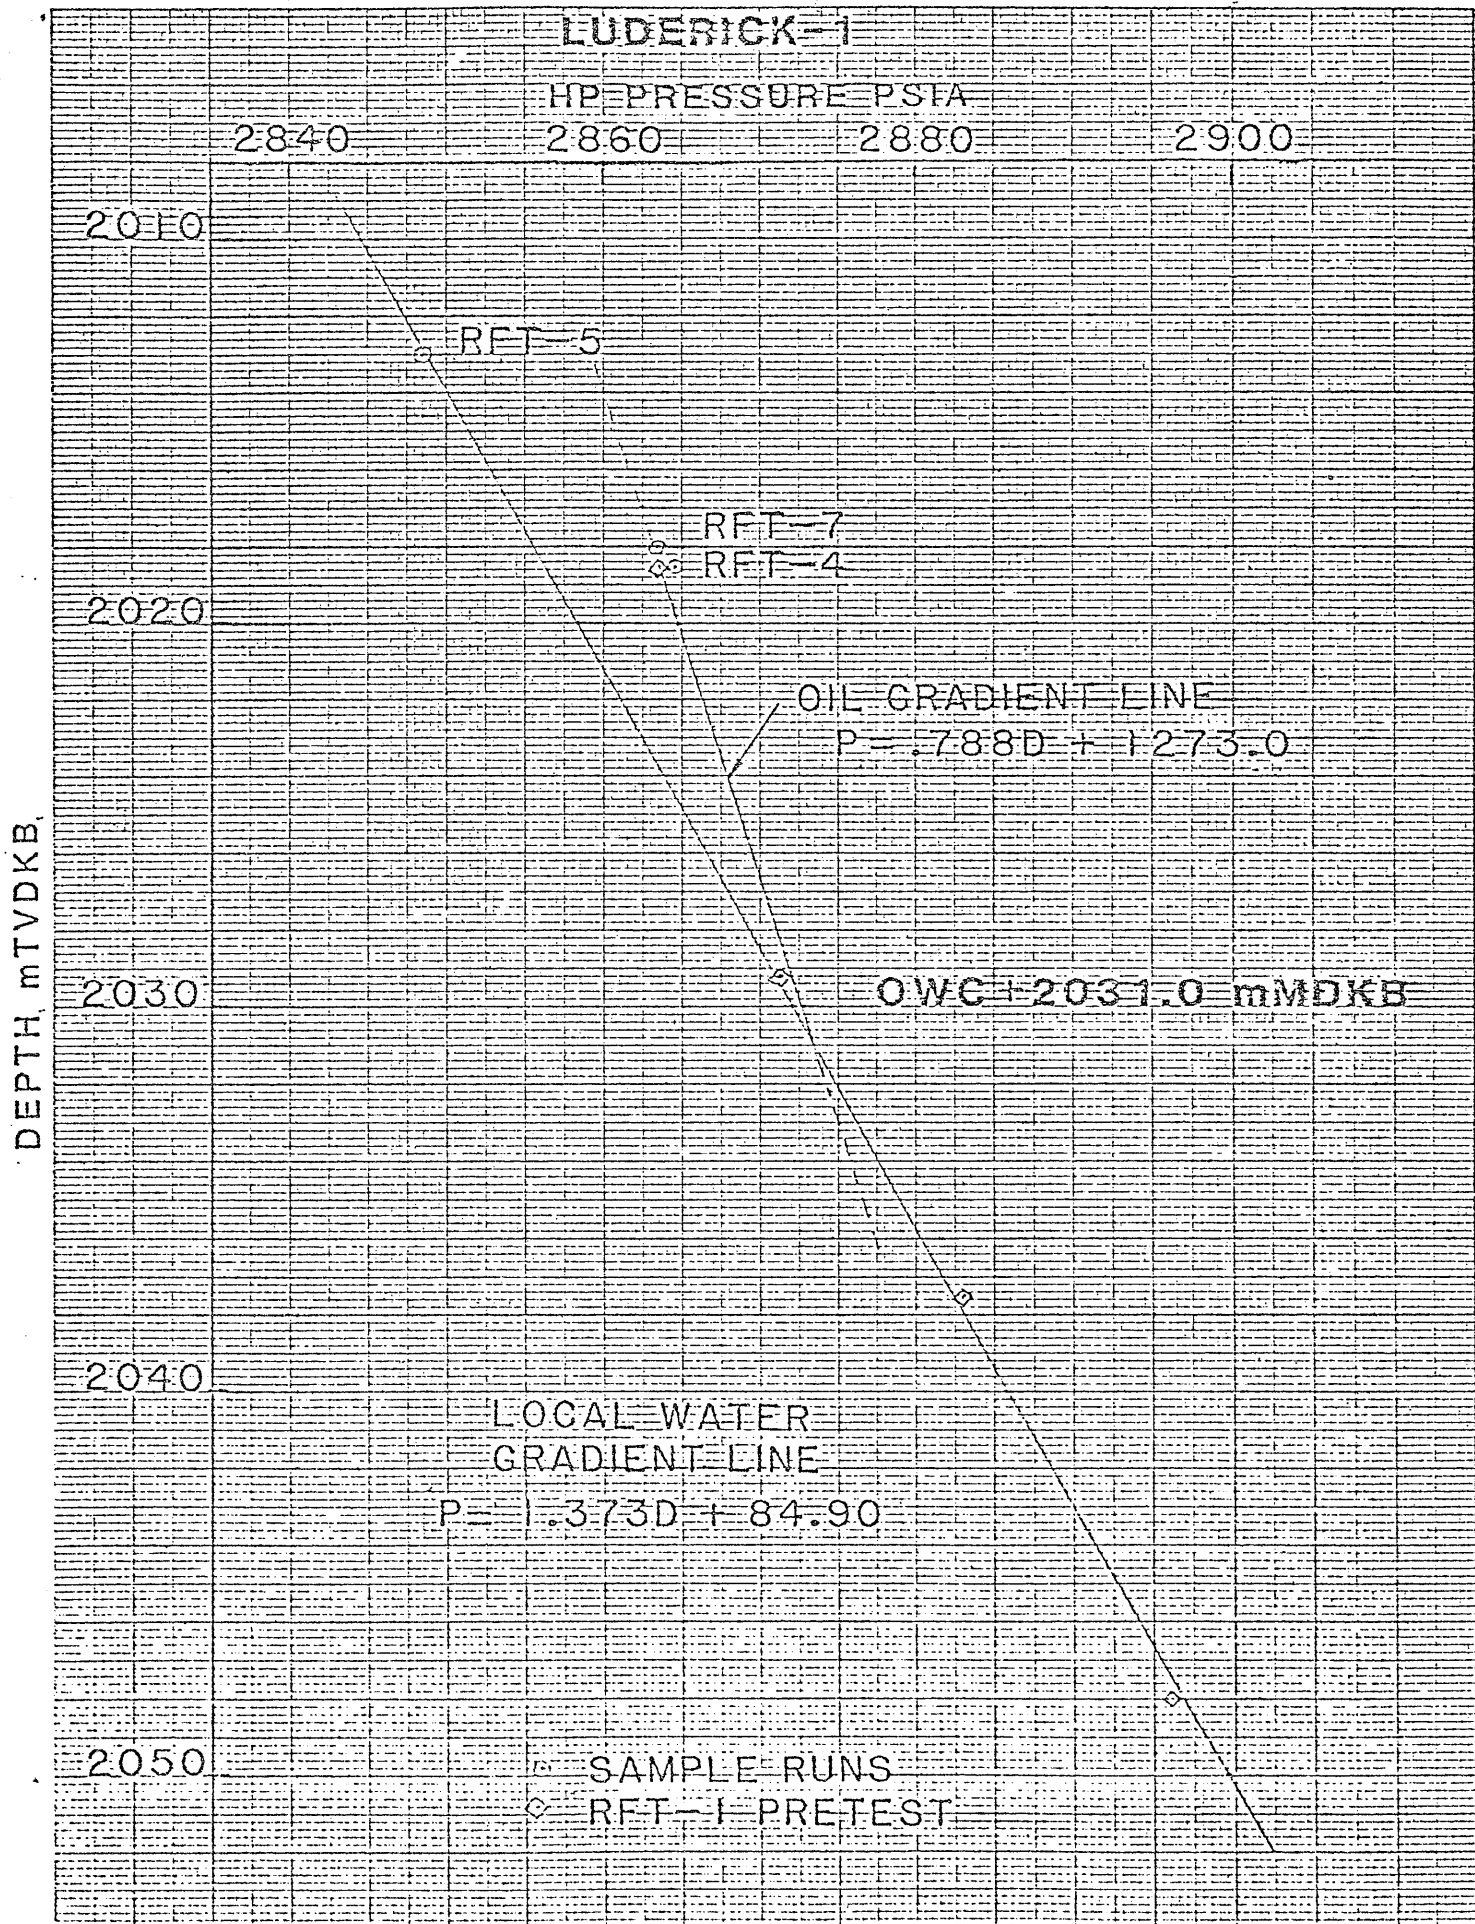 LUDERICK-1
HP PRESSURE PSIA
2840 2860 2880 2900
2010
RFT-5
RFT-7
RFT-4
2020
OIL GRADIENT LINE
P = .788D + 1273.0
DEPTH, mTVDKB.
2030
OWC +2031.0 mMDKB
2040
LOCAL WATER
GRADIENT LINE
P= 1.373D + 84.90
2050
SAMPLE RUNS
RFT-1 PRETEST